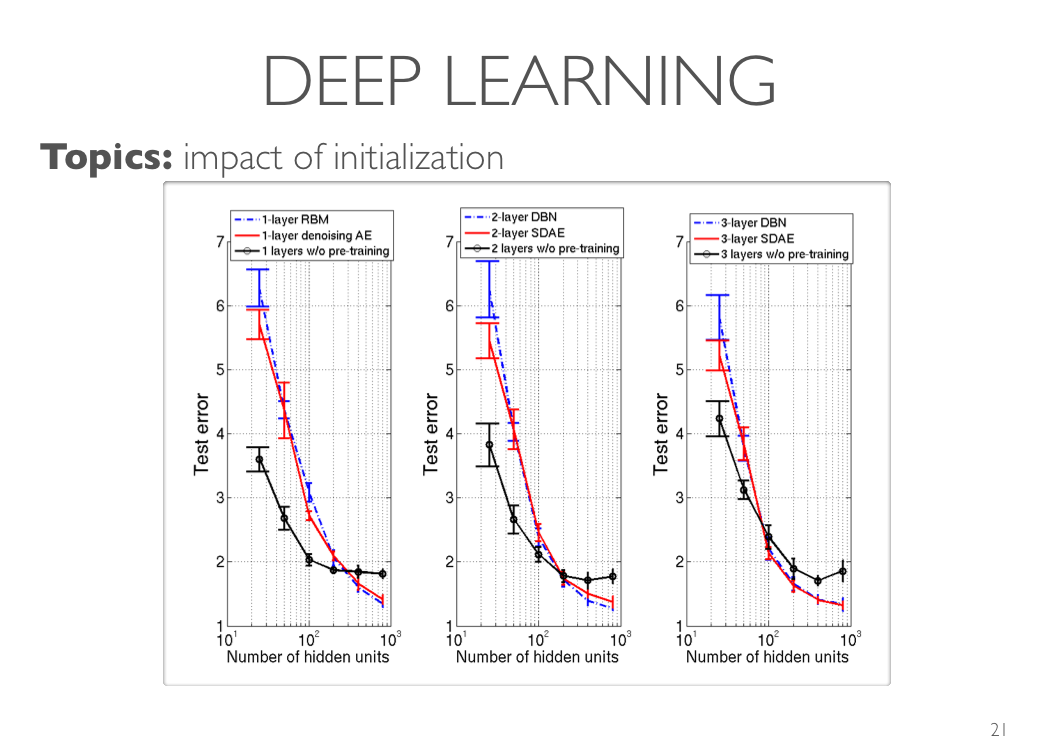 DEEP LEARNING
Topics: impact of initialization
1-layer RBM
1-layer denoising AE
1 layers w/o pre-training
7
6
5
4
3
2
1
Test error
10^1 10^2 10^3
Number of hidden units
2-layer DBN
2-layer SDAE
2 layers w/o pre-training
7
6
5
4
3
2
1
Test error
10^1 10^2 10^3
Number of hidden units
3-layer DBN
3-layer SDAE
3 layers w/o pre-training
7
6
5
4
3
2
1
Test error
10^1 10^2 10^3
Number of hidden units
21